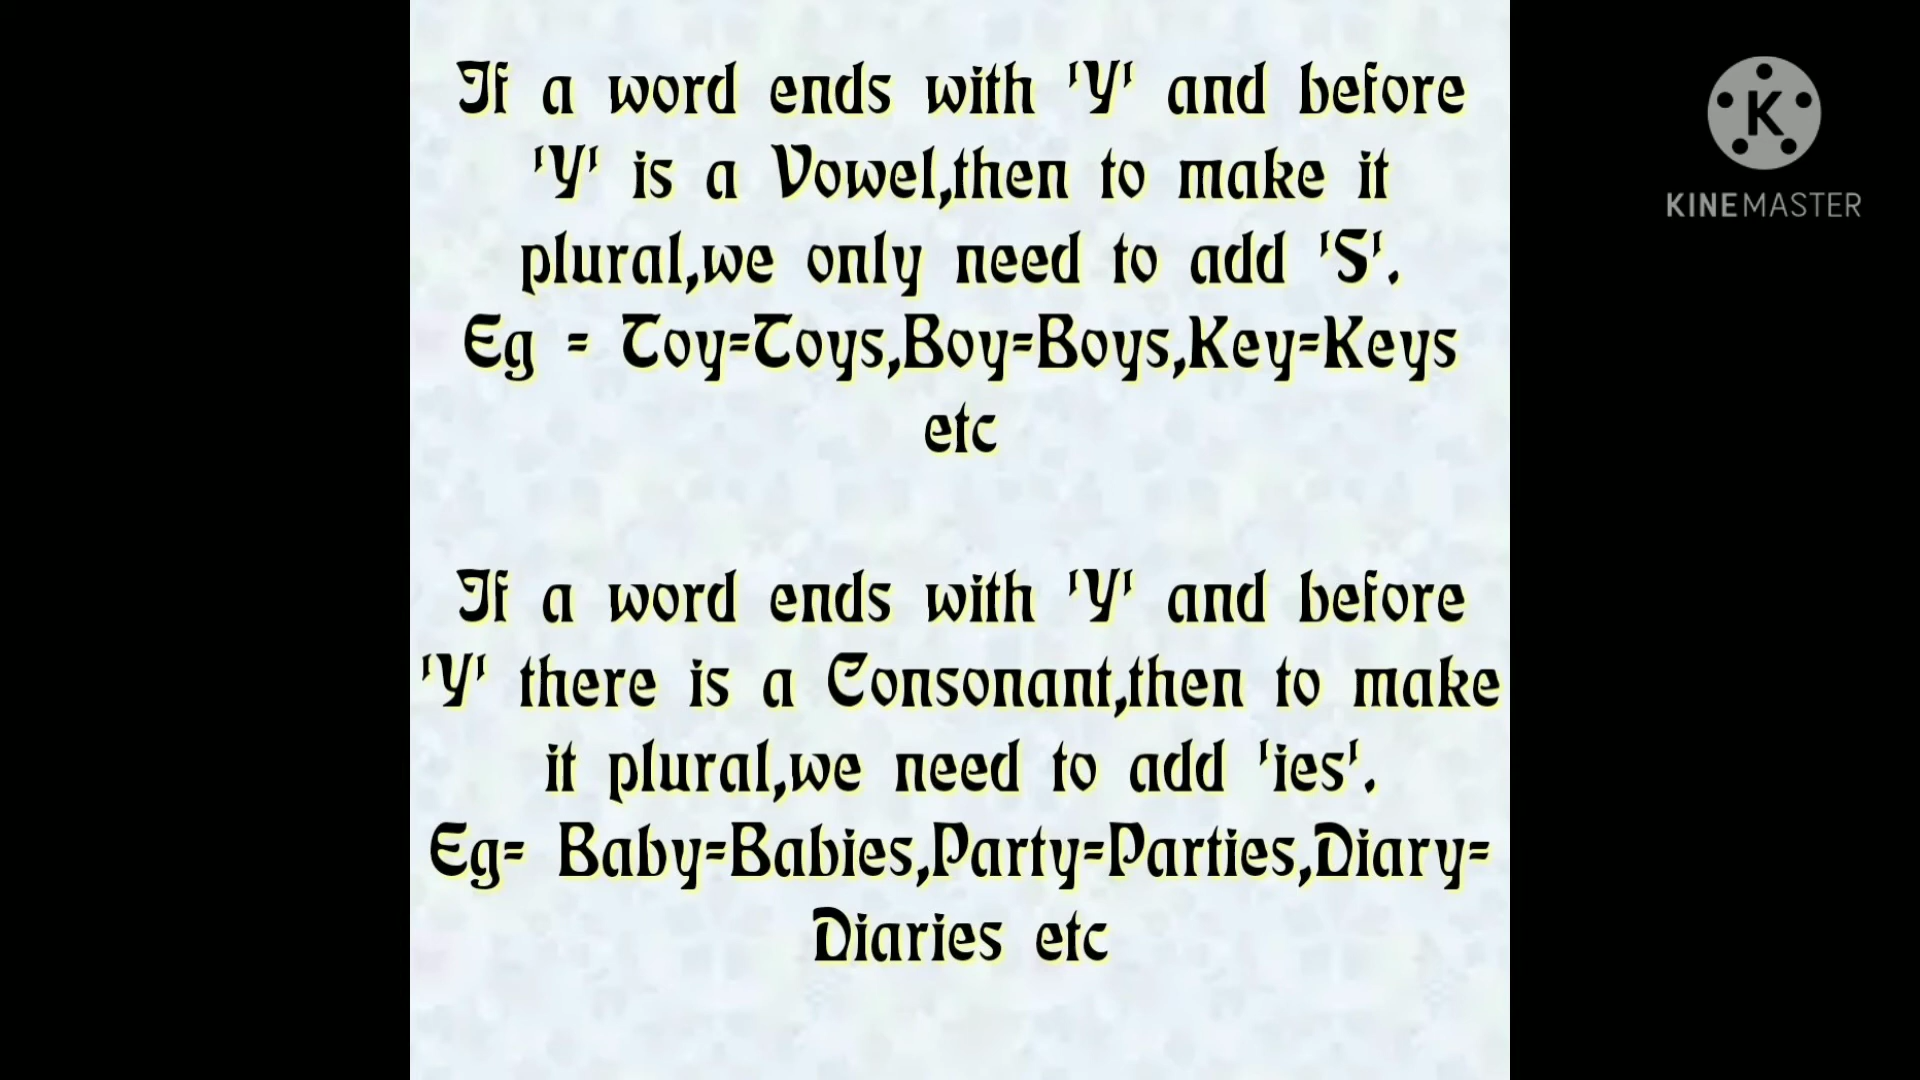 If a word ends with 'Y' and before
'Y' is a Vowel,then to make it
plural,we only need to add 'S'.
Eg = Toy=Toys,Boy=Boys,Key=Keys
etc
If a word ends with 'Y' and before
'Y' there is a Consonant,then to make
it plural,we need to add 'ies'.
Eg= Baby=Babies,Party=Parties,Diary=
Diaries etc
K
KINEMASTER